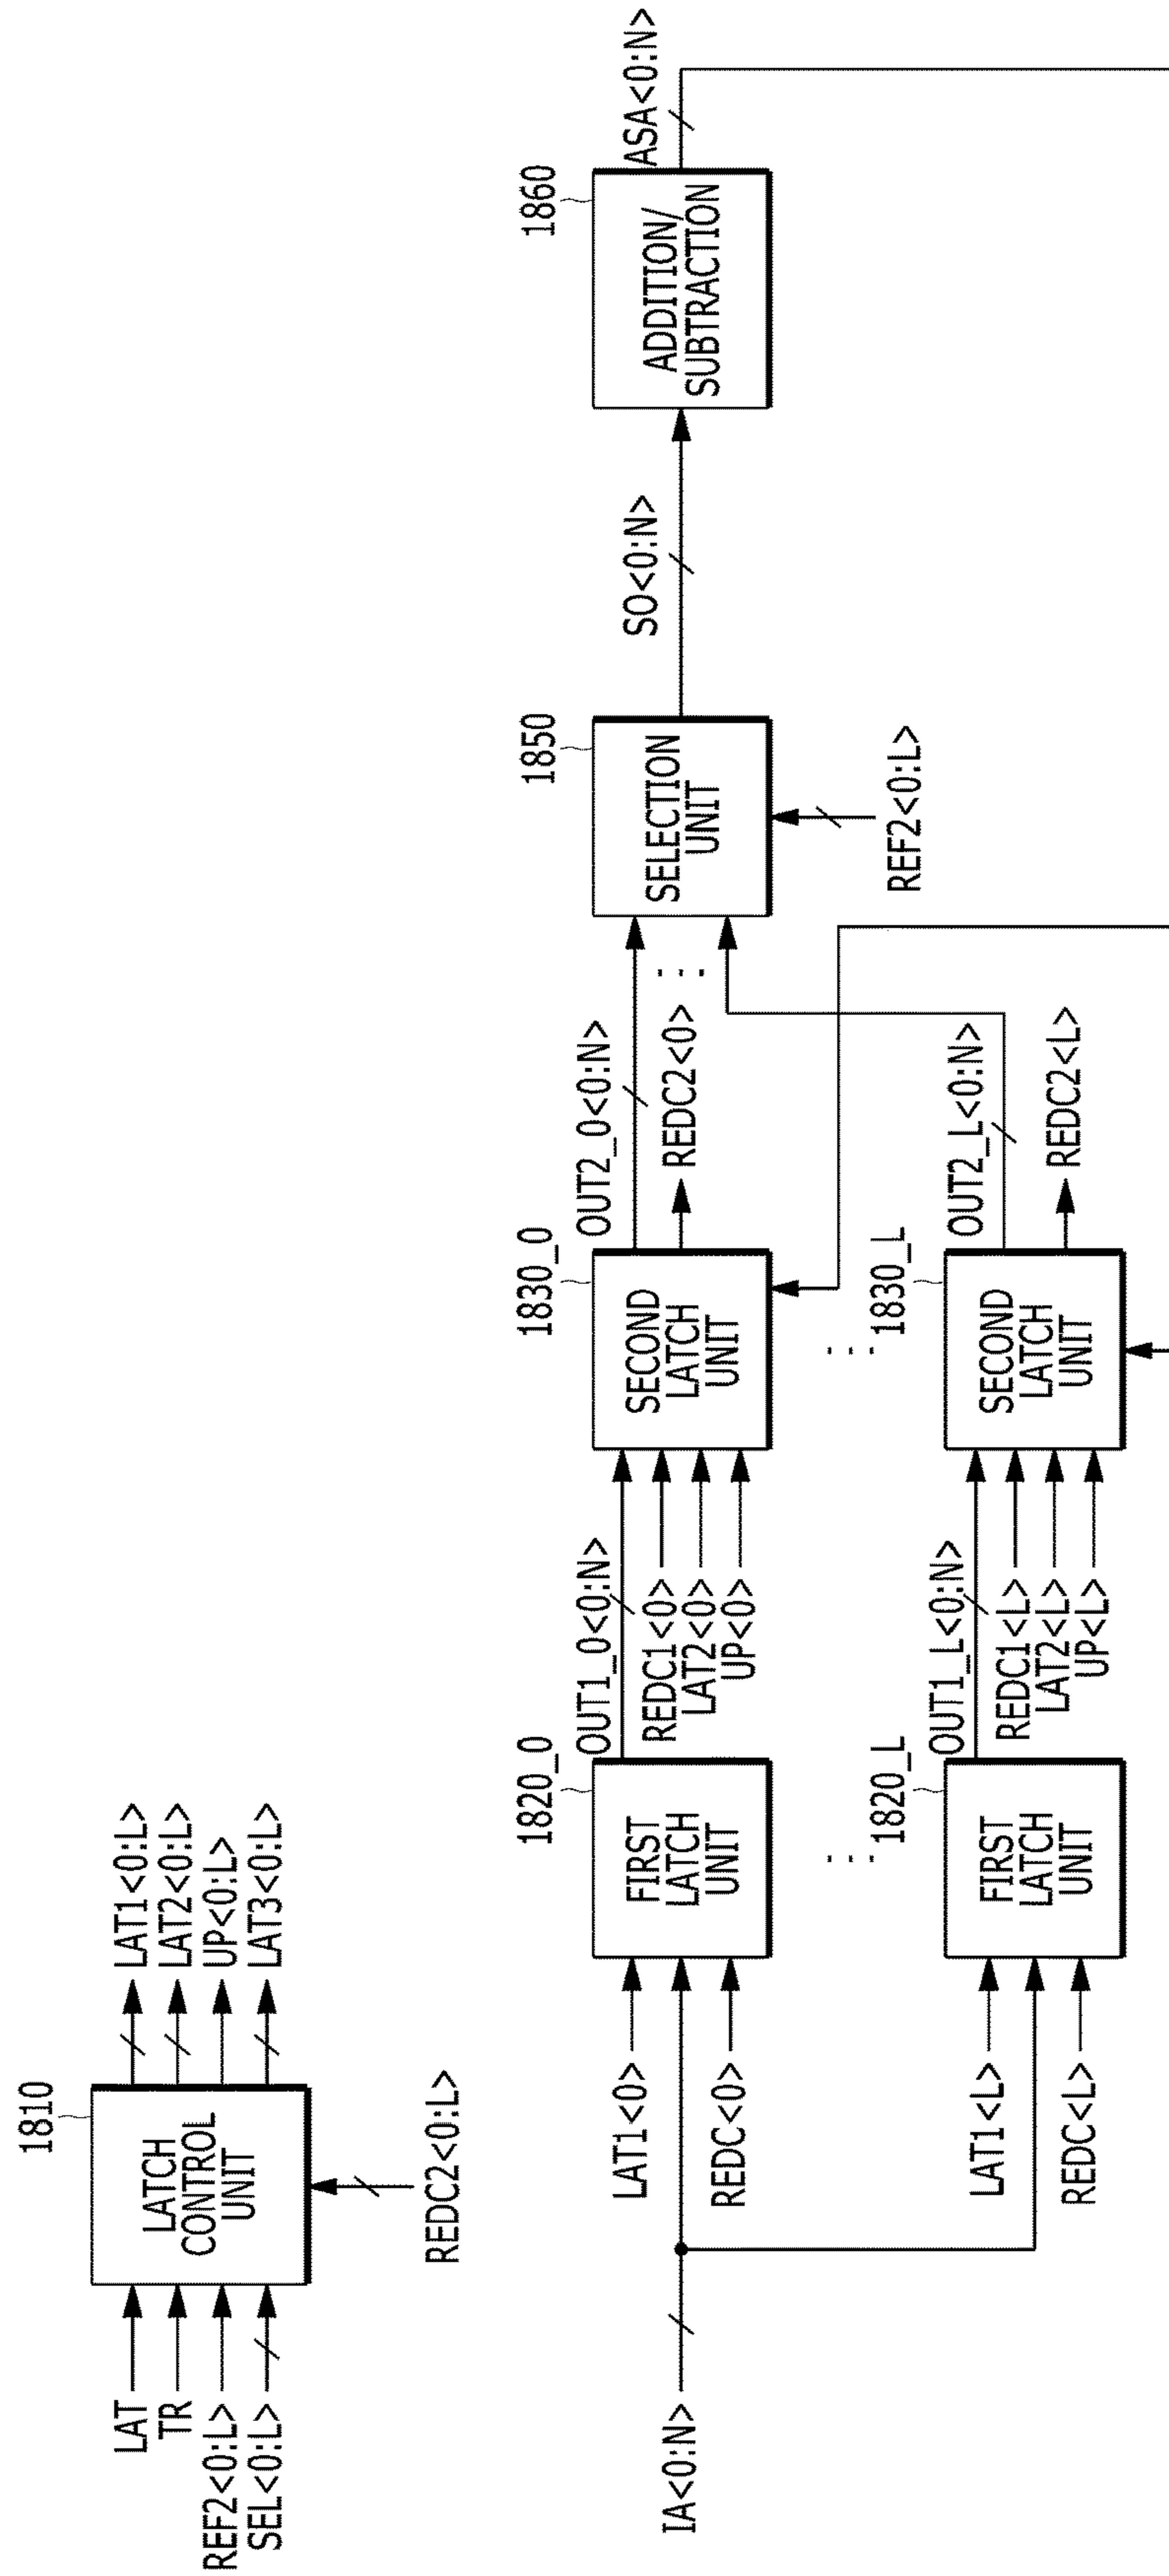 1810
LAT
TR
REF2<0:L>
SEL<0:L>
LATCH
CONTROL
UNIT
LAT1<0:L>
LAT2<0:L>
UP<0:L>
LAT3<0:L>
REDC2<0:L>
IA<0:N>
LAT1<0>
REDC<0>
1820_0
FIRST
LATCH
UNIT
OUT1_0<0:N>
REDC1<0>
LAT2<0>
UP<0>
1830_0
SECOND
LATCH
UNIT
OUT2_0<0:N>
REDC2<0>
1850
SELECTION
UNIT
REF2<0:L>
SO<0:N>
1860
ADDITION/
SUBTRACTION
ASA<0:N>
LAT1<L>
REDC<L>
1820_L
FIRST
LATCH
UNIT
OUT1_L<0:N>
REDC1<L>
LAT2<L>
UP<L>
1830_L
SECOND
LATCH
UNIT
OUT2_L<0:N>
REDC2<L>